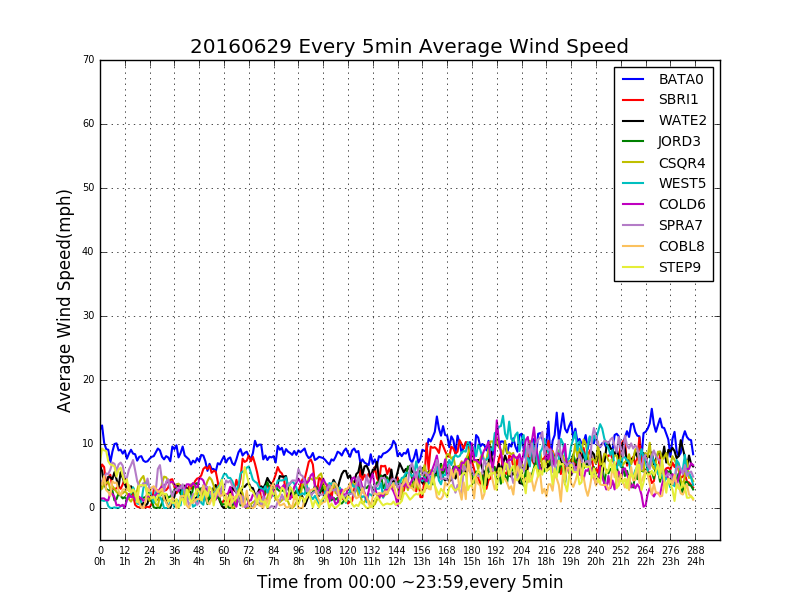 20160629 Every 5min Average Wind Speed
70
60
50
40
30
20
10
0
Average Wind Speed(mph)
BATA0
SBRI1
WATE2
JORD3
CSQR4
WEST5
COLD6
SPRA7
COBL8
STEP9
0 12 24 36 48 60 72 84 96 108 120 132 144 156 168 180 192 204 216 228 240 252 264 276 288
0h 1h 2h 3h 4h 5h 6h 7h 8h 9h 10h 11h 12h 13h 14h 15h 16h 17h 18h 19h 20h 21h 22h 23h 24h
Time from 00:00 ~23:59,every 5min